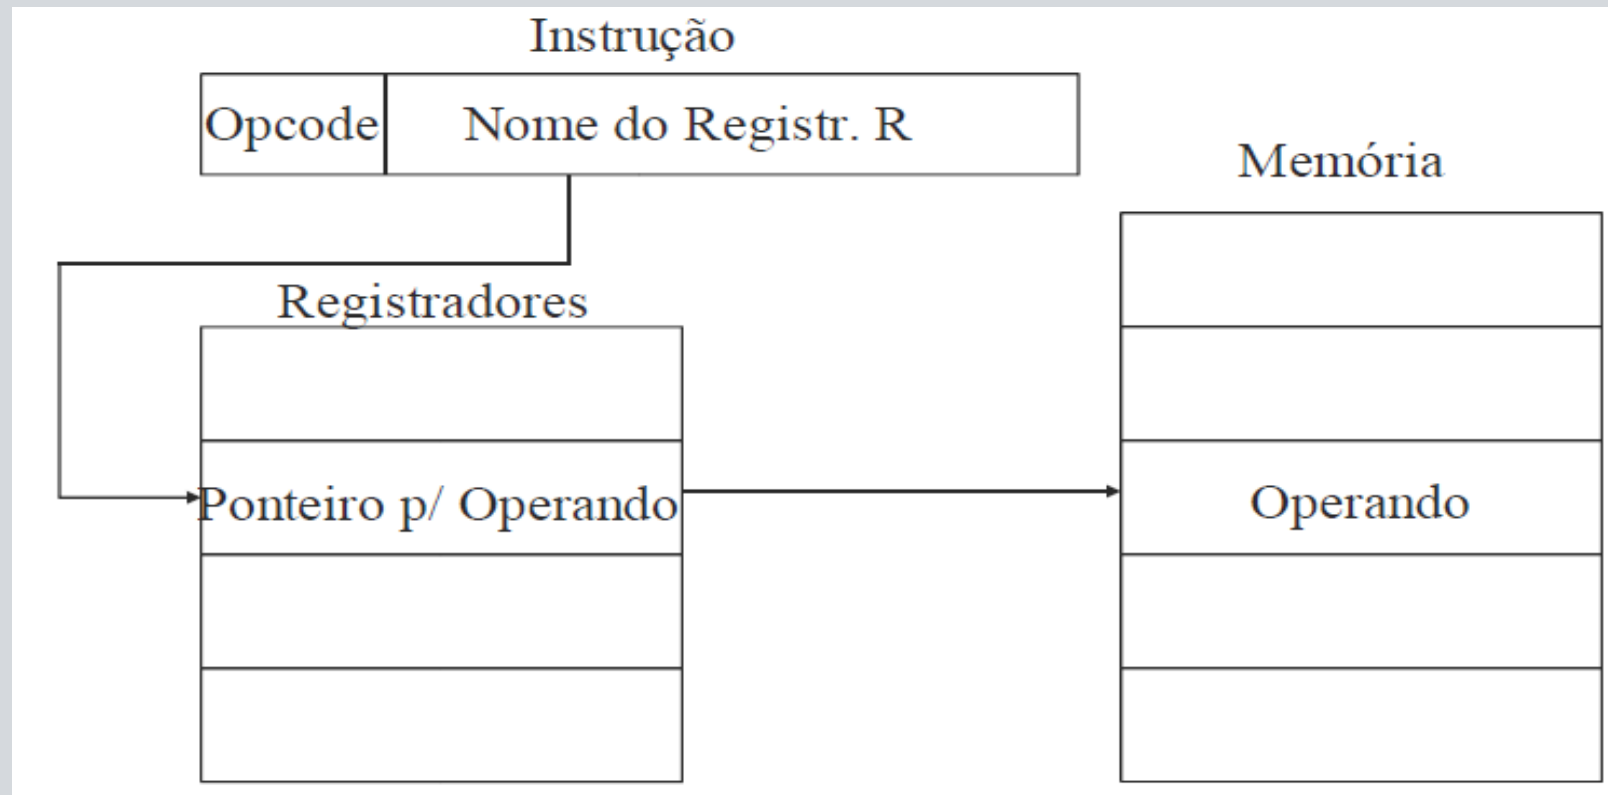 Instrução
Opcode Nome do Registr. R
Memória
Registradores
Ponteiro p/ Operando
Operando